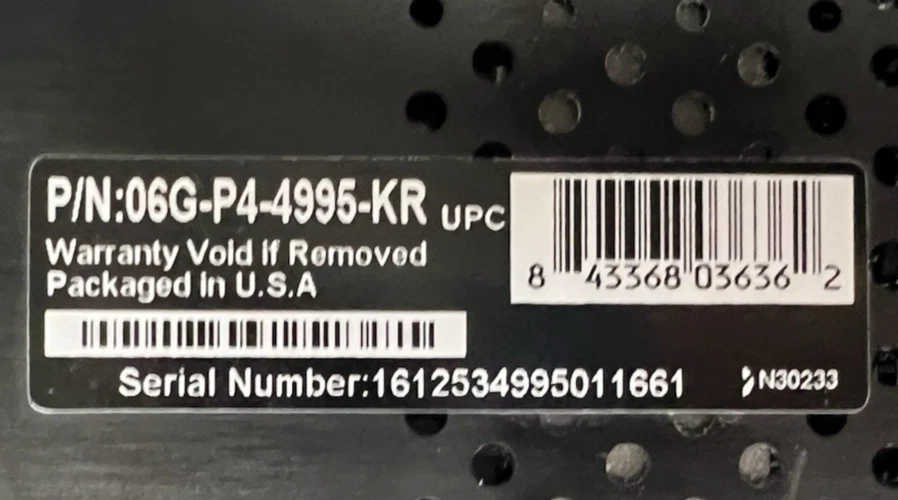 P/N:06G-P4-4995-KR UPC
8 43368 03636 2
Warranty Void if Removed
Packaged in U.S.A
Serial Number:1612534995011661 N30233